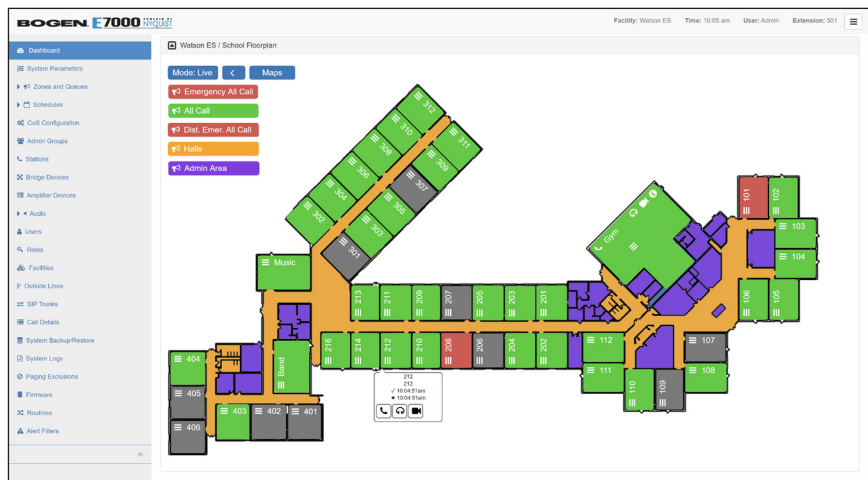 BOGEN E7000 POWERED BY NYQUIST
Facility: Watson ES Time: 10:05 am User: Admin Extension: 901
Dashboard
System Parameters
Zones and Queues
Schedules
CoS Configuration
Admin Groups
Stations
Bridge Devices
Amplifier Devices
Audio
Users
Roles
Facilities
Outside Lines
SIP Trunks
Call Details
System Backup/Restore
System Logs
Paging Exclusions
Firmware
Routines
Alert Filters
Watson ES / School Floorplan
Mode: Live
Maps
Emergency All Call
All Call
Dist. Emer. All Call
Halls
Admin Area
312
310
308
306
304
302
311
309
307
305
303
301
Music
Gym
101
102
103
104
106
105
213
211
209
207
205
203
201
216
214
212
210
208
206
204
202
112
111
110
109
107
108
Band
404
405
406
403
402
401
212
212
✓ 10:04:51am
10:04:51am